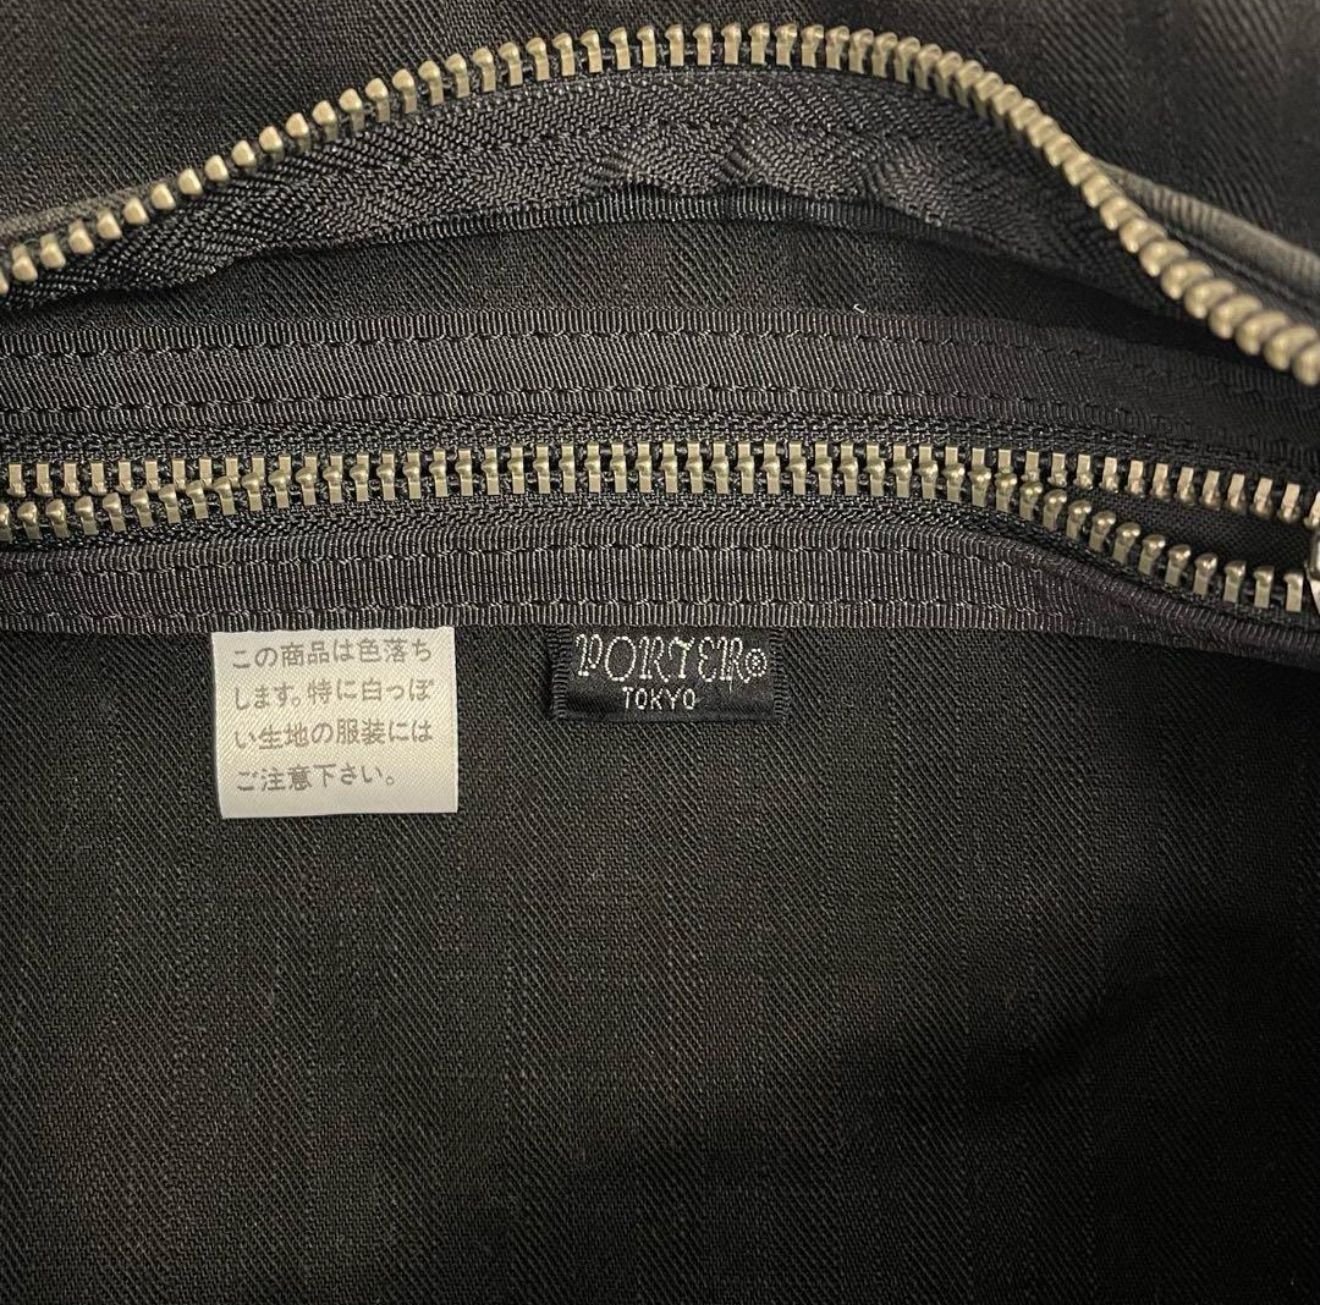 この商品は色落ち
します。特に白っぽ
い生地の服装には
ご注意下さい。
PORTER®
TOKYO